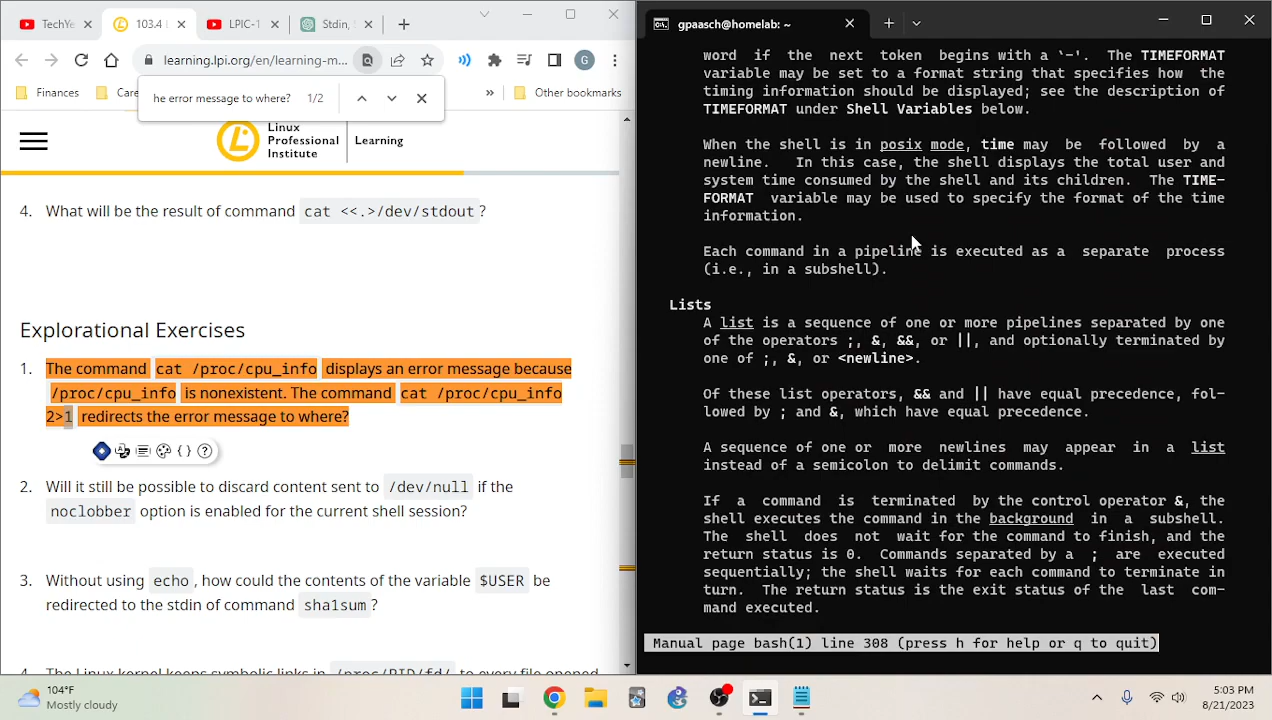 TechYe
103.4 L
LPIC-1
Stdin,
gpaasch@homelab: ~
learning.lpi.org/en/learning-m...
G
Finances
Care
he error message to where?
1/2
»
Other bookmarks
Linux
Professional
Institute
Learning
4. What will be the result of command cat <<.>/dev/stdout ?
Explorational Exercises
1. The command cat /proc/cpu_info displays an error message because
/proc/cpu_info is nonexistent. The command cat /proc/cpu_info
2>1 redirects the error message to where?
2. Will it still be possible to discard content sent to /dev/null if the
noclobber option is enabled for the current shell session?
3. Without using echo , how could the contents of the variable $USER be
redirected to the stdin of command sha1sum ?
4. The Linux kernel keeps symbolic links in /proc/PID/fd/ to every file opened
word if the next token begins with a `-'. The TIMEFORMAT
variable may be set to a format string that specifies how the
timing information should be displayed; see the description of
TIMEFORMAT under Shell Variables below.
When the shell is in posix mode, time may be followed by a
newline. In this case, the shell displays the total user and
system time consumed by the shell and its children. The TIME-
FORMAT variable may be used to specify the format of the time
information.
Each command in a pipeline is executed as a separate process
(i.e., in a subshell).
Lists
A list is a sequence of one or more pipelines separated by one
of the operators ;, &, &&, or ||, and optionally terminated by
one of ;, &, or <newline>.
Of these list operators, && and || have equal precedence, fol-
lowed by ; and &, which have equal precedence.
A sequence of one or more newlines may appear in a list
instead of a semicolon to delimit commands.
If a command is terminated by the control operator &, the
shell executes the command in the background in a subshell.
The shell does not wait for the command to finish, and the
return status is 0. Commands separated by a ; are executed
sequentially; the shell waits for each command to terminate in
turn. The return status is the exit status of the last com-
mand executed.
Manual page bash(1) line 308 (press h for help or q to quit)
104°F
Mostly cloudy
5:03 PM
8/21/2023